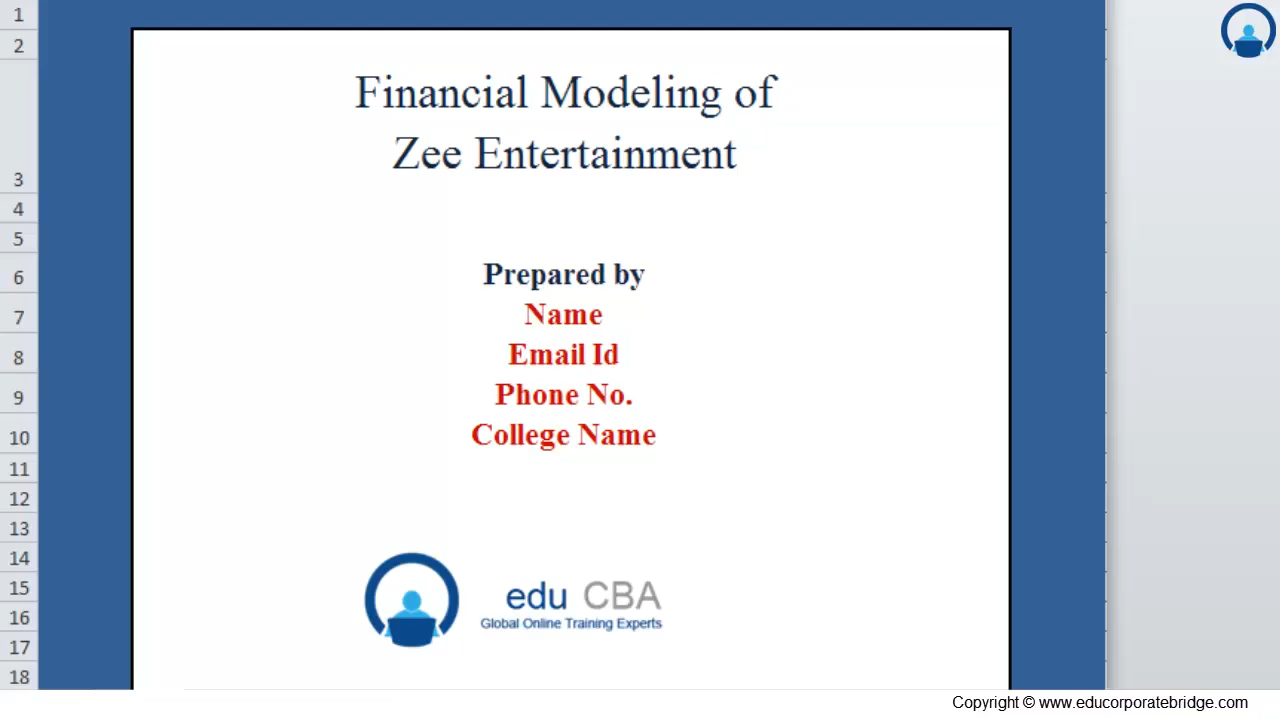 1
2
3
4
5
6
7
8
9
10
11
12
13
14
15
16
17
18
Financial Modeling of
Zee Entertainment
Prepared by
Name
Email Id
Phone No.
College Name
edu CBA
Global Online Training Experts
Copyright © www.educorporatebridge.com